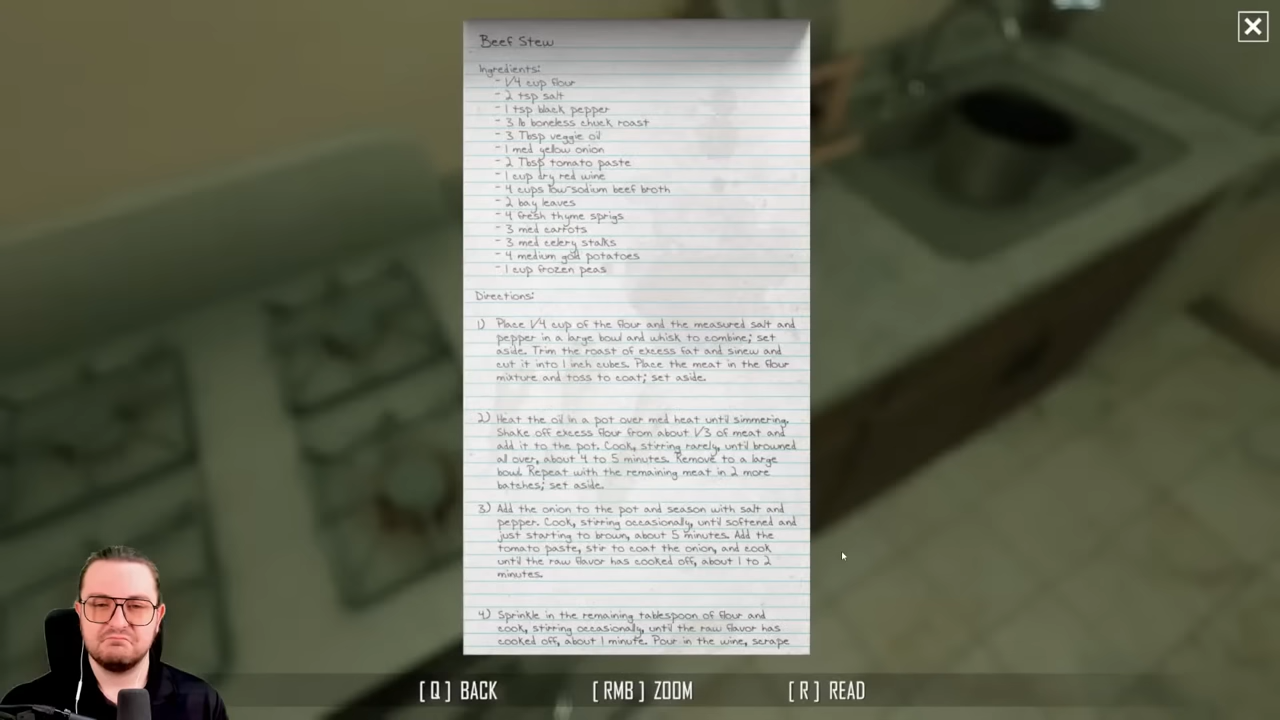 Beef Stew
Ingredients:
- 1/4 cup flour
- 2 tsp salt
- 1 tsp black pepper
- 3 lb boneless chuck roast
- 3 Tbsp veggie oil
- 1 med yellow onion
- 2 Tbsp tomato paste
- 1 cup dry red wine
- 4 cups low-sodium beef broth
- 2 bay leaves
- 4 fresh thyme sprigs
- 3 med carrots
- 3 med celery stalks
- 4 medium gold potatoes
- 1 cup frozen peas
Directions:
1) Place 1/4 cup of the flour and the measured salt and
pepper in a large bowl and whisk to combine; set
aside. Trim the roast of excess fat and sinew and
cut it into 1 inch cubes. Place the meat in the flour
mixture and toss to coat; set aside.
2) Heat the oil in a pot over med heat until simmering.
Shake off excess flour from about 1/3 of meat and
add it to the pot. Cook, stirring rarely, until browned
all over, about 4 to 5 minutes. Remove to a large
bowl. Repeat with the remaining meat in 2 more
batches; set aside.
3) Add the onion to the pot and season with salt and
pepper. Cook, stirring occasionally, until softened and
just starting to brown, about 5 minutes. Add the
tomato paste, stir to coat the onion, and cook
until the raw flavor has cooked off, about 1 to 2
minutes.
4) Sprinkle in the remaining tablespoon of flour and
cook, stirring occasionally, until the raw flavor has
cooked off, about 1 minute. Pour in the wine, scrape
[ Q ] BACK
[ RMB ] ZOOM
[ R ] READ